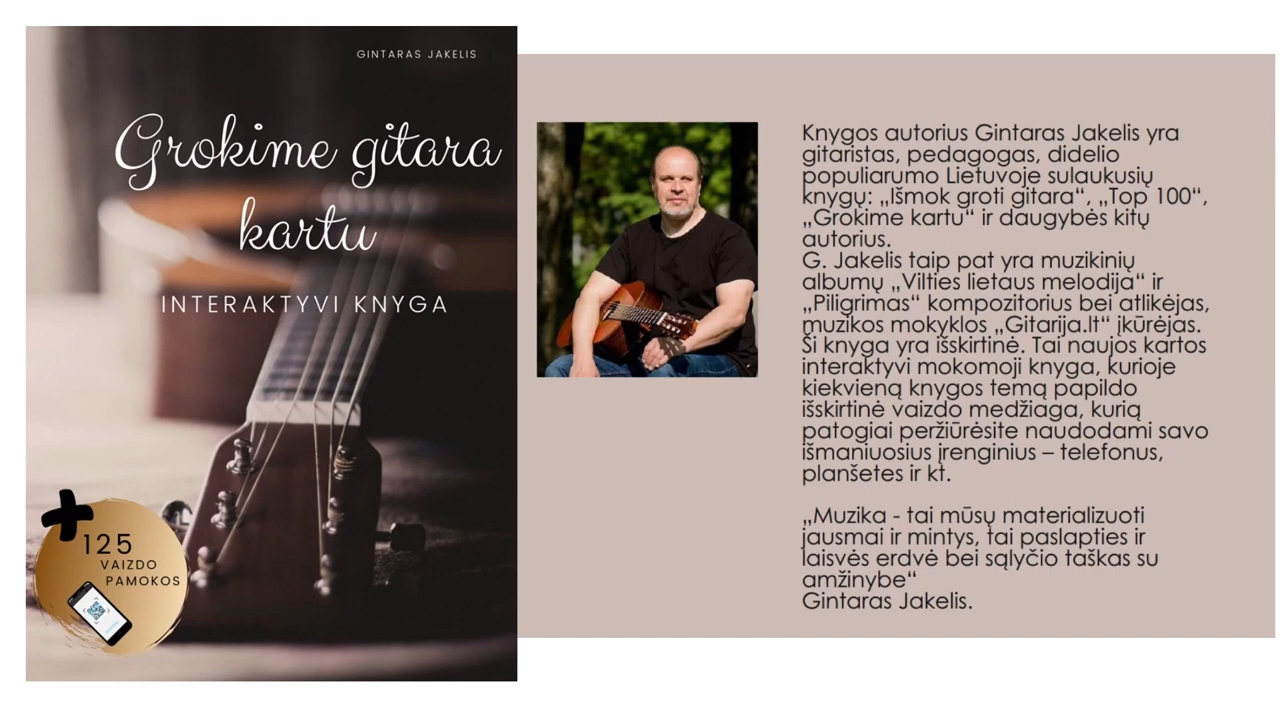 GINTARAS JAKELIS
Grokime gitara
kartu
INTERAKTYVI KNYGA
125
VAIZDO
PAMOKOS
Knygos autorius Gintaras Jakelis yra
gitaristas, pedagogas, didelio
populiarumo Lietuvoje sulaukusių
knygų: „Išmok groti gitara“, „Top 100“,
„Grokime kartu“ ir daugybės kitų
autorius.
G. Jakelis taip pat yra muzikinių
albumų „Vilties lietaus melodija“ ir
„Piligrimas“ kompozitorius bei atlikėjas,
muzikos mokyklos „Gitarija.lt“ įkūrėjas.
Ši knyga yra išskirtinė. Tai naujos kartos
interaktyvi mokomoji knyga, kurioje
kiekvieną knygos temą papildo
išskirtinė vaizdo medžiaga, kurią
patogiai peržiūrėsite naudodami savo
išmaniuosius įrenginius – telefonus,
planšetes ir kt.
„Muzika - tai mūsų materializuoti
jausmai ir mintys, tai paslapties ir
laisvės erdvė bei sąlyčio taškas su
amžinybe“
Gintaras Jakelis.